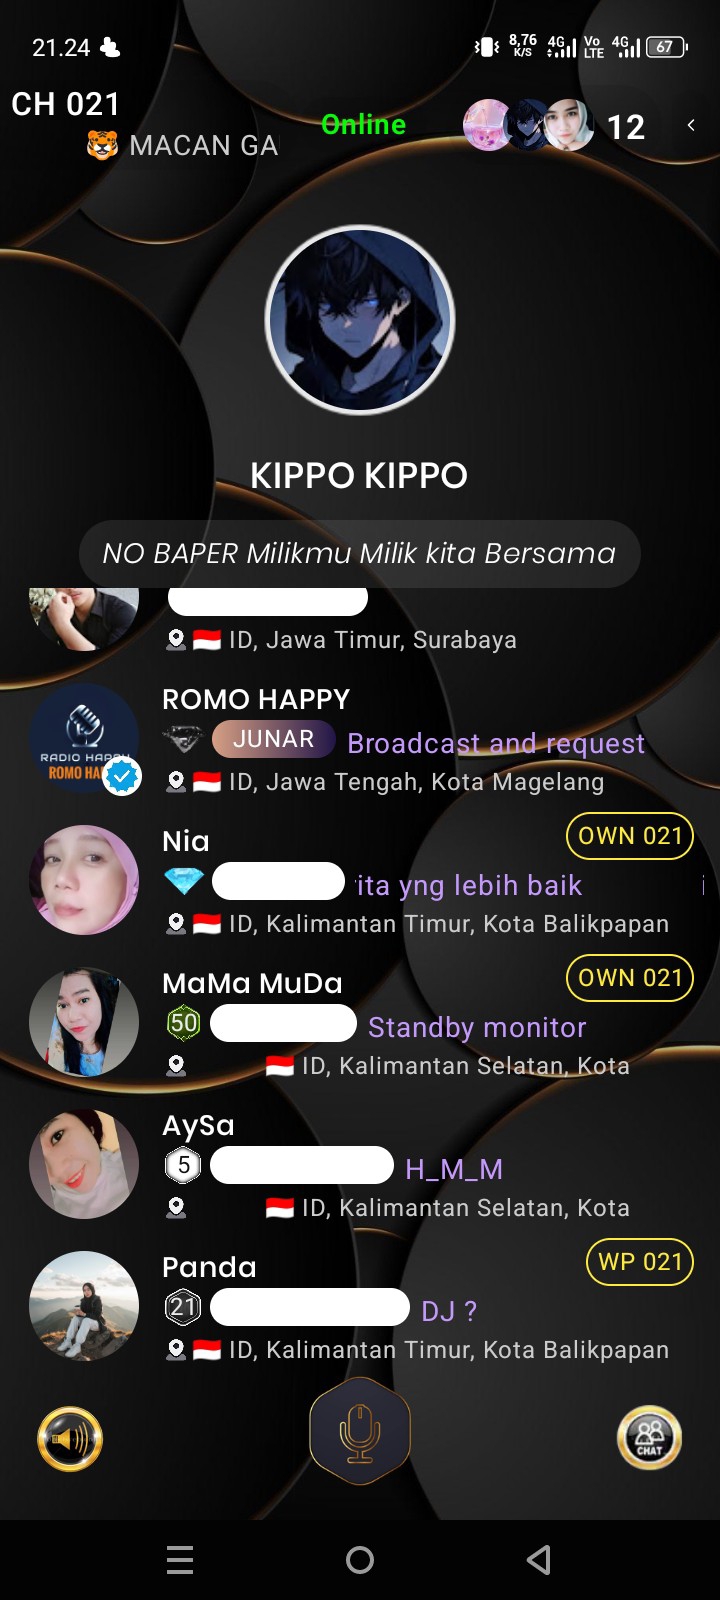 21.24 8,76 K/S 4G Vo LTE 4G 67
CH 021
🐯 MACAN GA
Online
12
KIPPO KIPPO
NO BAPER Milikmu Milik kita Bersama
ID, Jawa Timur, Surabaya
ROMO HAPPY
RADIO HAPPY
ROMO HA
JUNAR Broadcast and request
ID, Jawa Tengah, Kota Magelang
Nia OWN 021
ita yng lebih baik
ID, Kalimantan Timur, Kota Balikpapan
MaMa MuDa OWN 021
50 Standby monitor
ID, Kalimantan Selatan, Kota
AySa
5 H_M_M
ID, Kalimantan Selatan, Kota
Panda WP 021
21 DJ ?
ID, Kalimantan Timur, Kota Balikpapan
CHAT